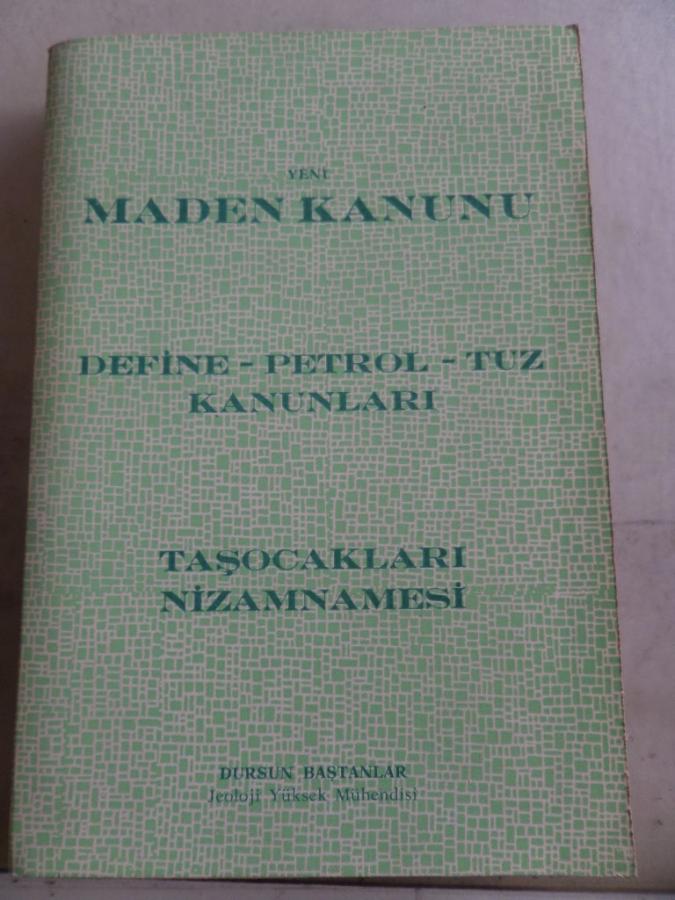 YENİ
MADEN KANUNU
DEFİNE - PETROL - TUZ
KANUNLARI
TAŞOCAKLARI
NİZAMNAMESİ
DURSUN BAŞTANLAR
Jeoloji Yüksek Mühendisi